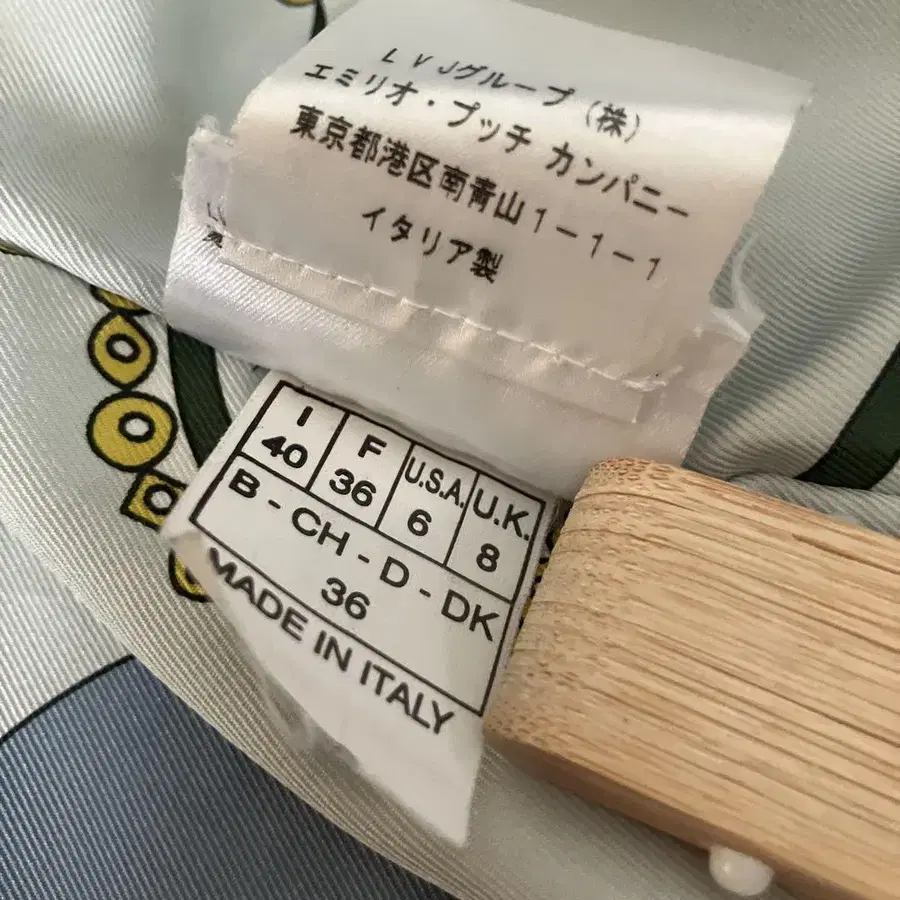 LVJグループ(株)
エミリオ・プッチ カンパニー
東京都港区南青山1-1-1
イタリア製
I F U.S.A. U.K.
40 36 6 8
B - CH - D - DK
36
MADE IN ITALY